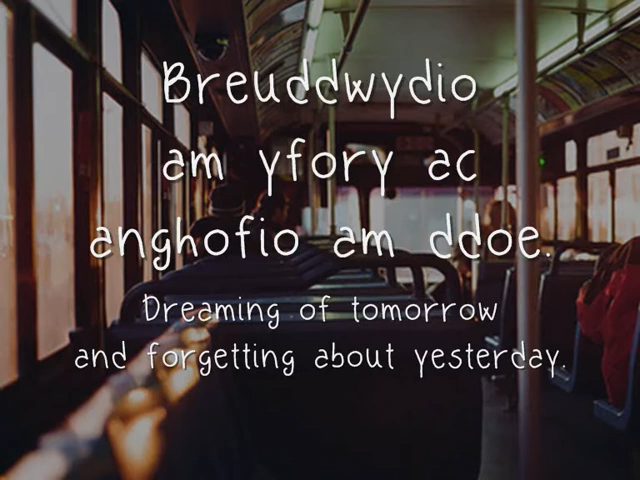 Breuddwydio
am yfory ac
anghofio am ddoe.
Dreaming of tomorrow
and forgetting about yesterday.